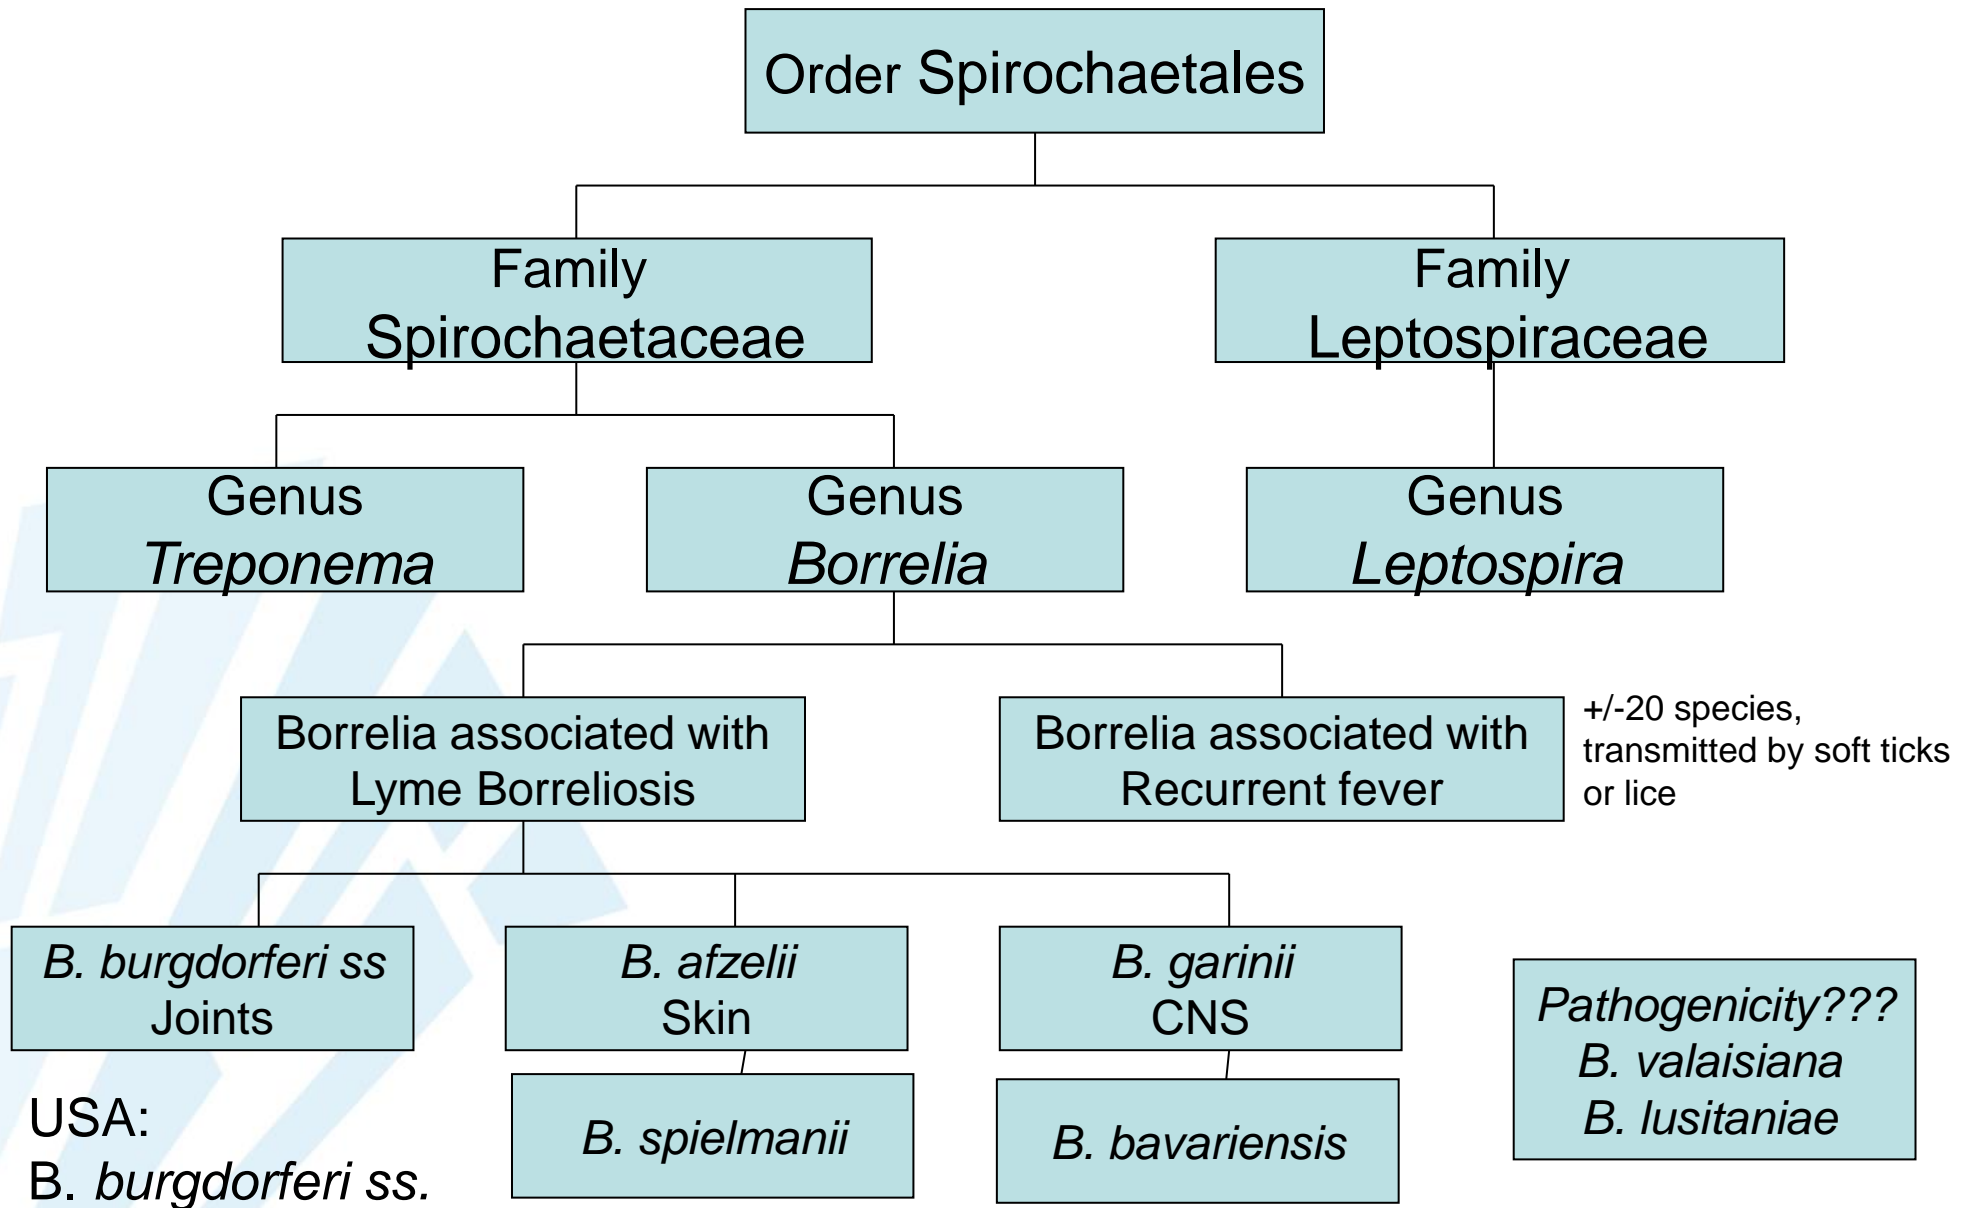 Order Spirochaetales
Family
Spirochaetaceae
Family
Leptospiraceae
Genus
Treponema
Genus
Borrelia
Genus
Leptospira
Borrelia associated with
Lyme Borreliosis
Borrelia associated with
Recurrent fever
+/-20 species,
transmitted by soft ticks
or lice
B. burgdorferi ss
Joints
B. afzelii
Skin
B. garinii
CNS
Pathogenicity???
B. valaisiana
B. lusitaniae
B. spielmanii
B. bavariensis
USA:
B. burgdorferi ss.